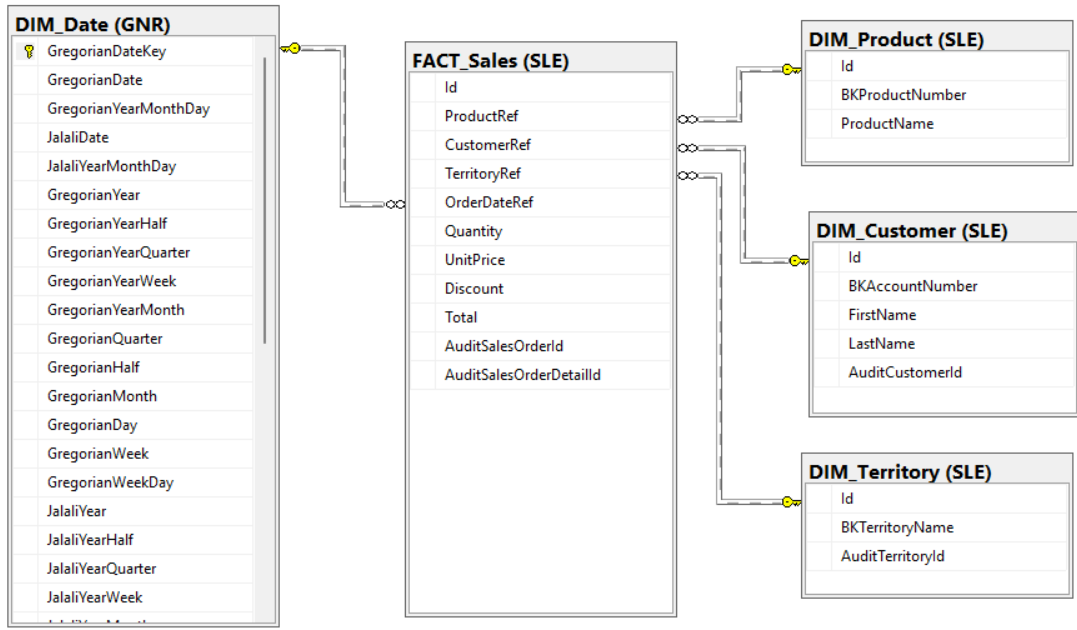 DIM_Date (GNR)
GregorianDateKey
GregorianDate
GregorianYearMonthDay
JalaliDate
JalaliYearMonthDay
GregorianYear
GregorianYearHalf
GregorianYearQuarter
GregorianYearWeek
GregorianYearMonth
GregorianQuarter
GregorianHalf
GregorianMonth
GregorianDay
GregorianWeek
GregorianWeekDay
JalaliYear
JalaliYearHalf
JalaliYearQuarter
JalaliYearWeek
FACT_Sales (SLE)
Id
ProductRef
CustomerRef
TerritoryRef
OrderDateRef
Quantity
UnitPrice
Discount
Total
AuditSalesOrderId
AuditSalesOrderDetailId
DIM_Product (SLE)
Id
BKProductNumber
ProductName
DIM_Customer (SLE)
Id
BKAccountNumber
FirstName
LastName
AuditCustomerId
DIM_Territory (SLE)
Id
BKTerritoryName
AuditTerritoryId